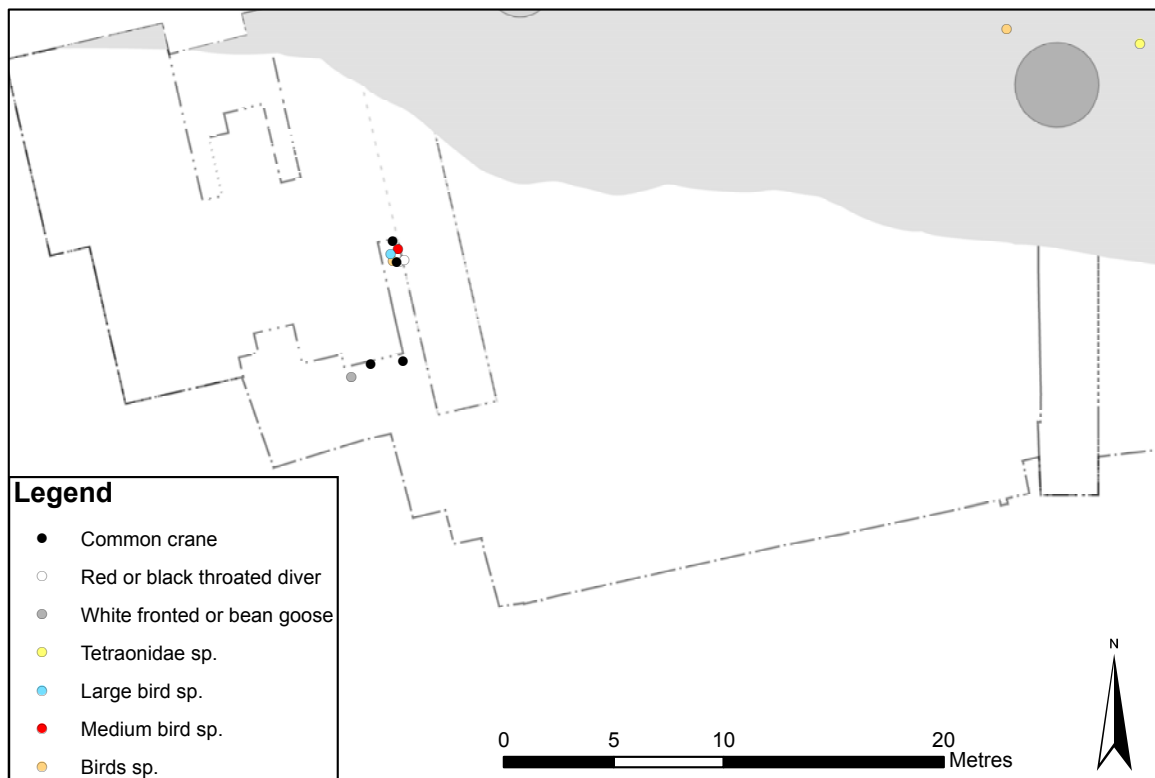 Legend
Common crane
Red or black throated diver
White fronted or bean goose
Tetraonidae sp.
Large bird sp.
Medium bird sp.
Birds sp.
N
0 5 10 20
Metres